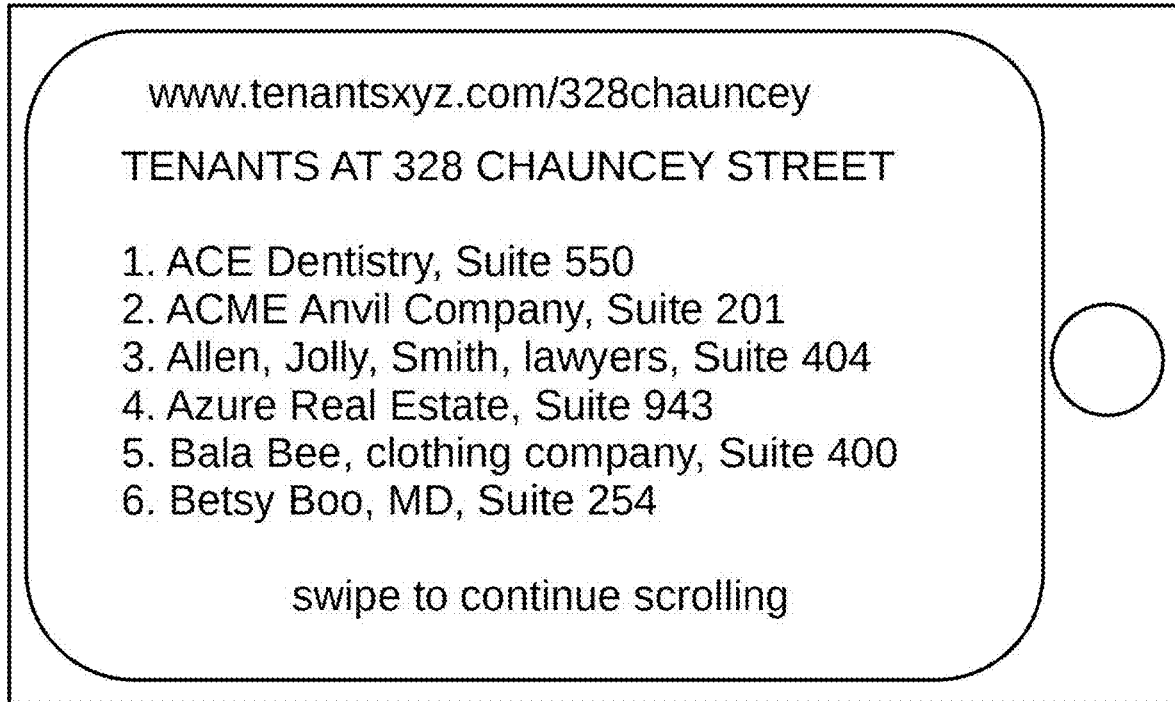 www.tenantsxyz.com/328chauncey
TENANTS AT 328 CHAUNCEY STREET
1. ACE Dentistry, Suite 550
2. ACME Anvil Company, Suite 201
3. Allen, Jolly, Smith, lawyers, Suite 404
4. Azure Real Estate, Suite 943
5. Bala Bee, clothing company, Suite 400
6. Betsy Boo, MD, Suite 254
swipe to continue scrolling